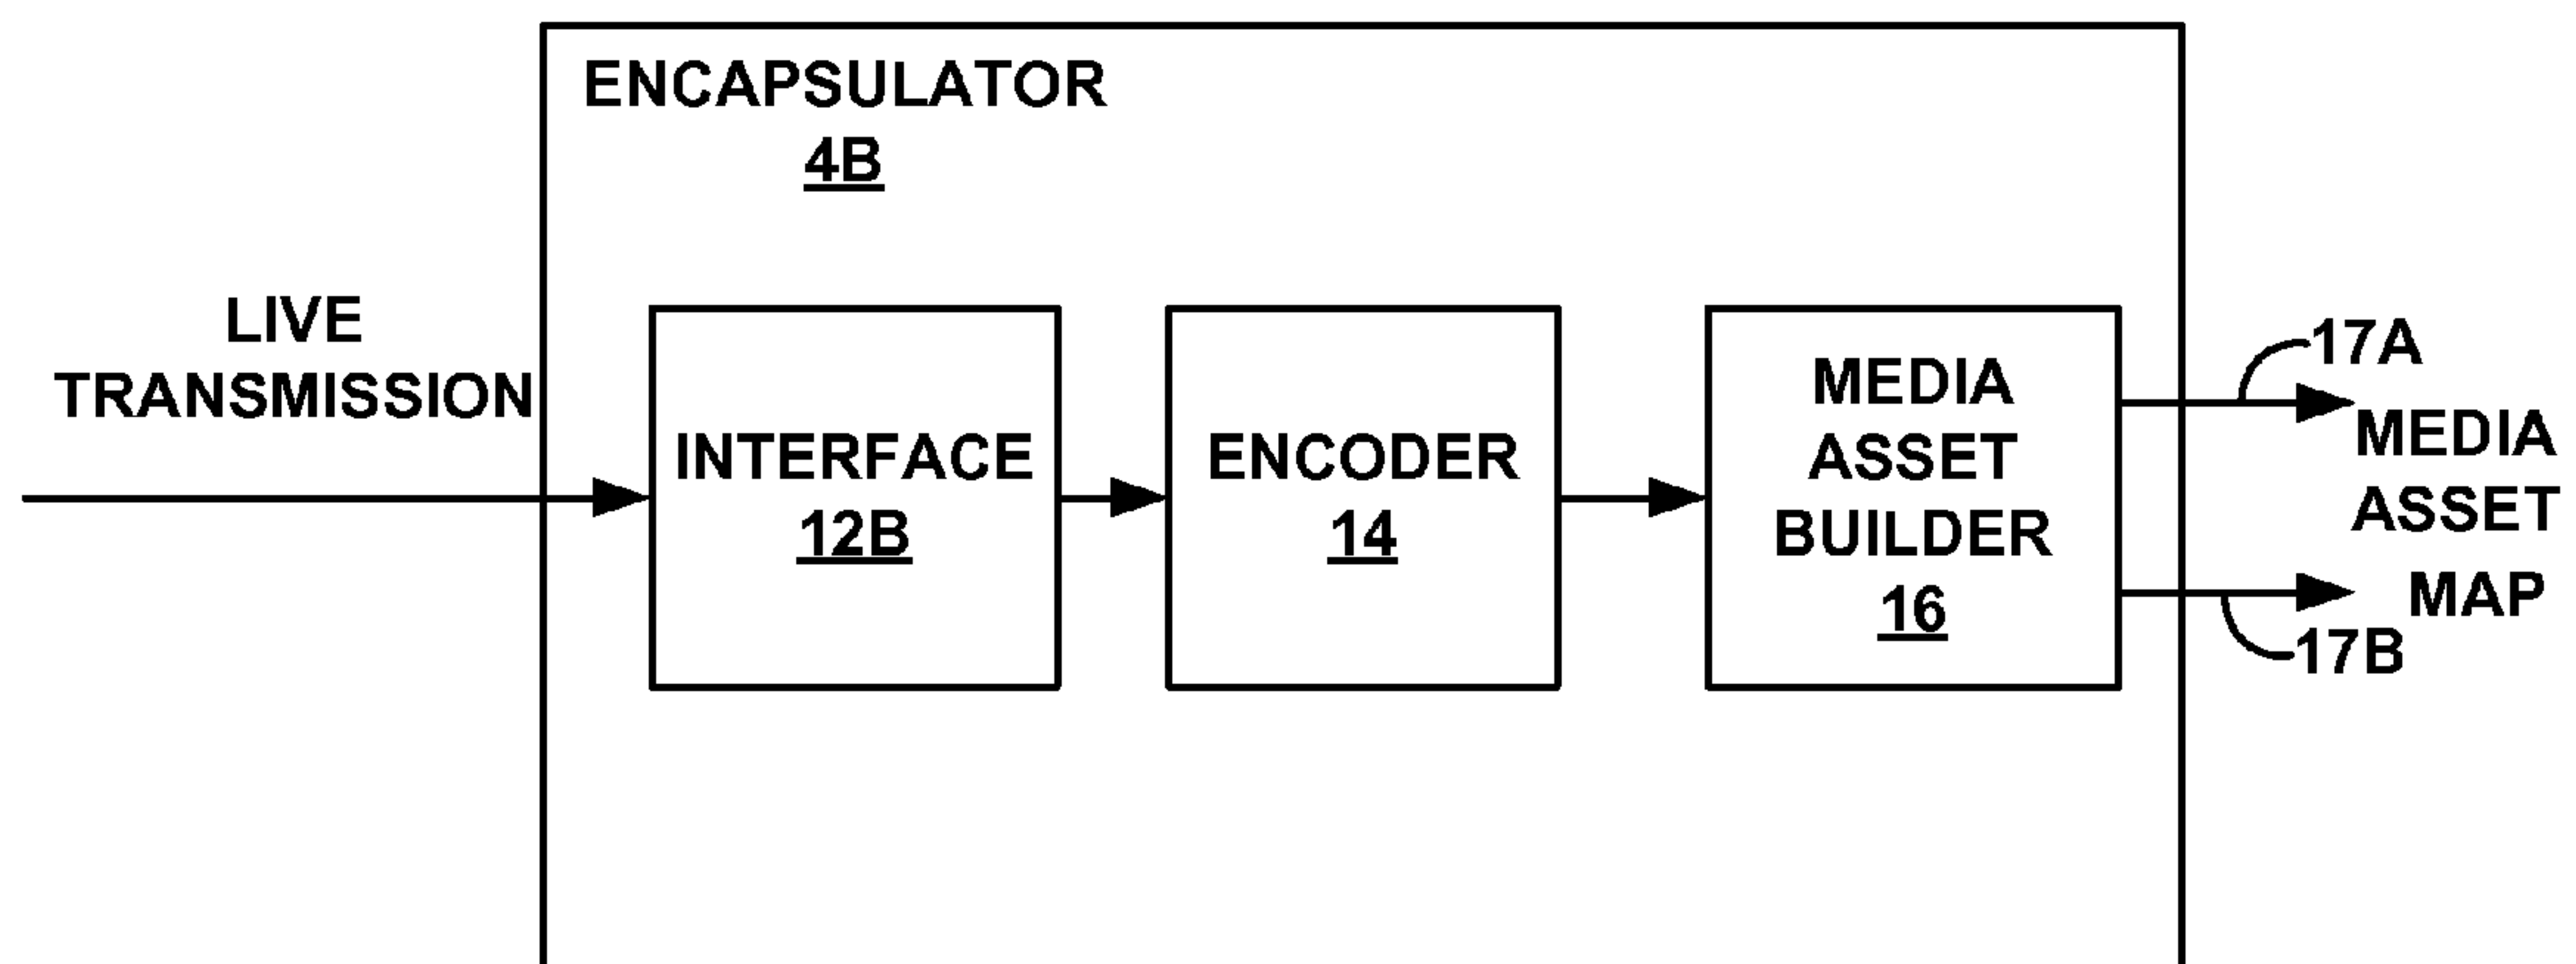 ENCAPSULATOR
4B
LIVE
TRANSMISSION
INTERFACE
12B
ENCODER
14
MEDIA
ASSET
BUILDER
16
17A
MEDIA
ASSET
MAP
17B